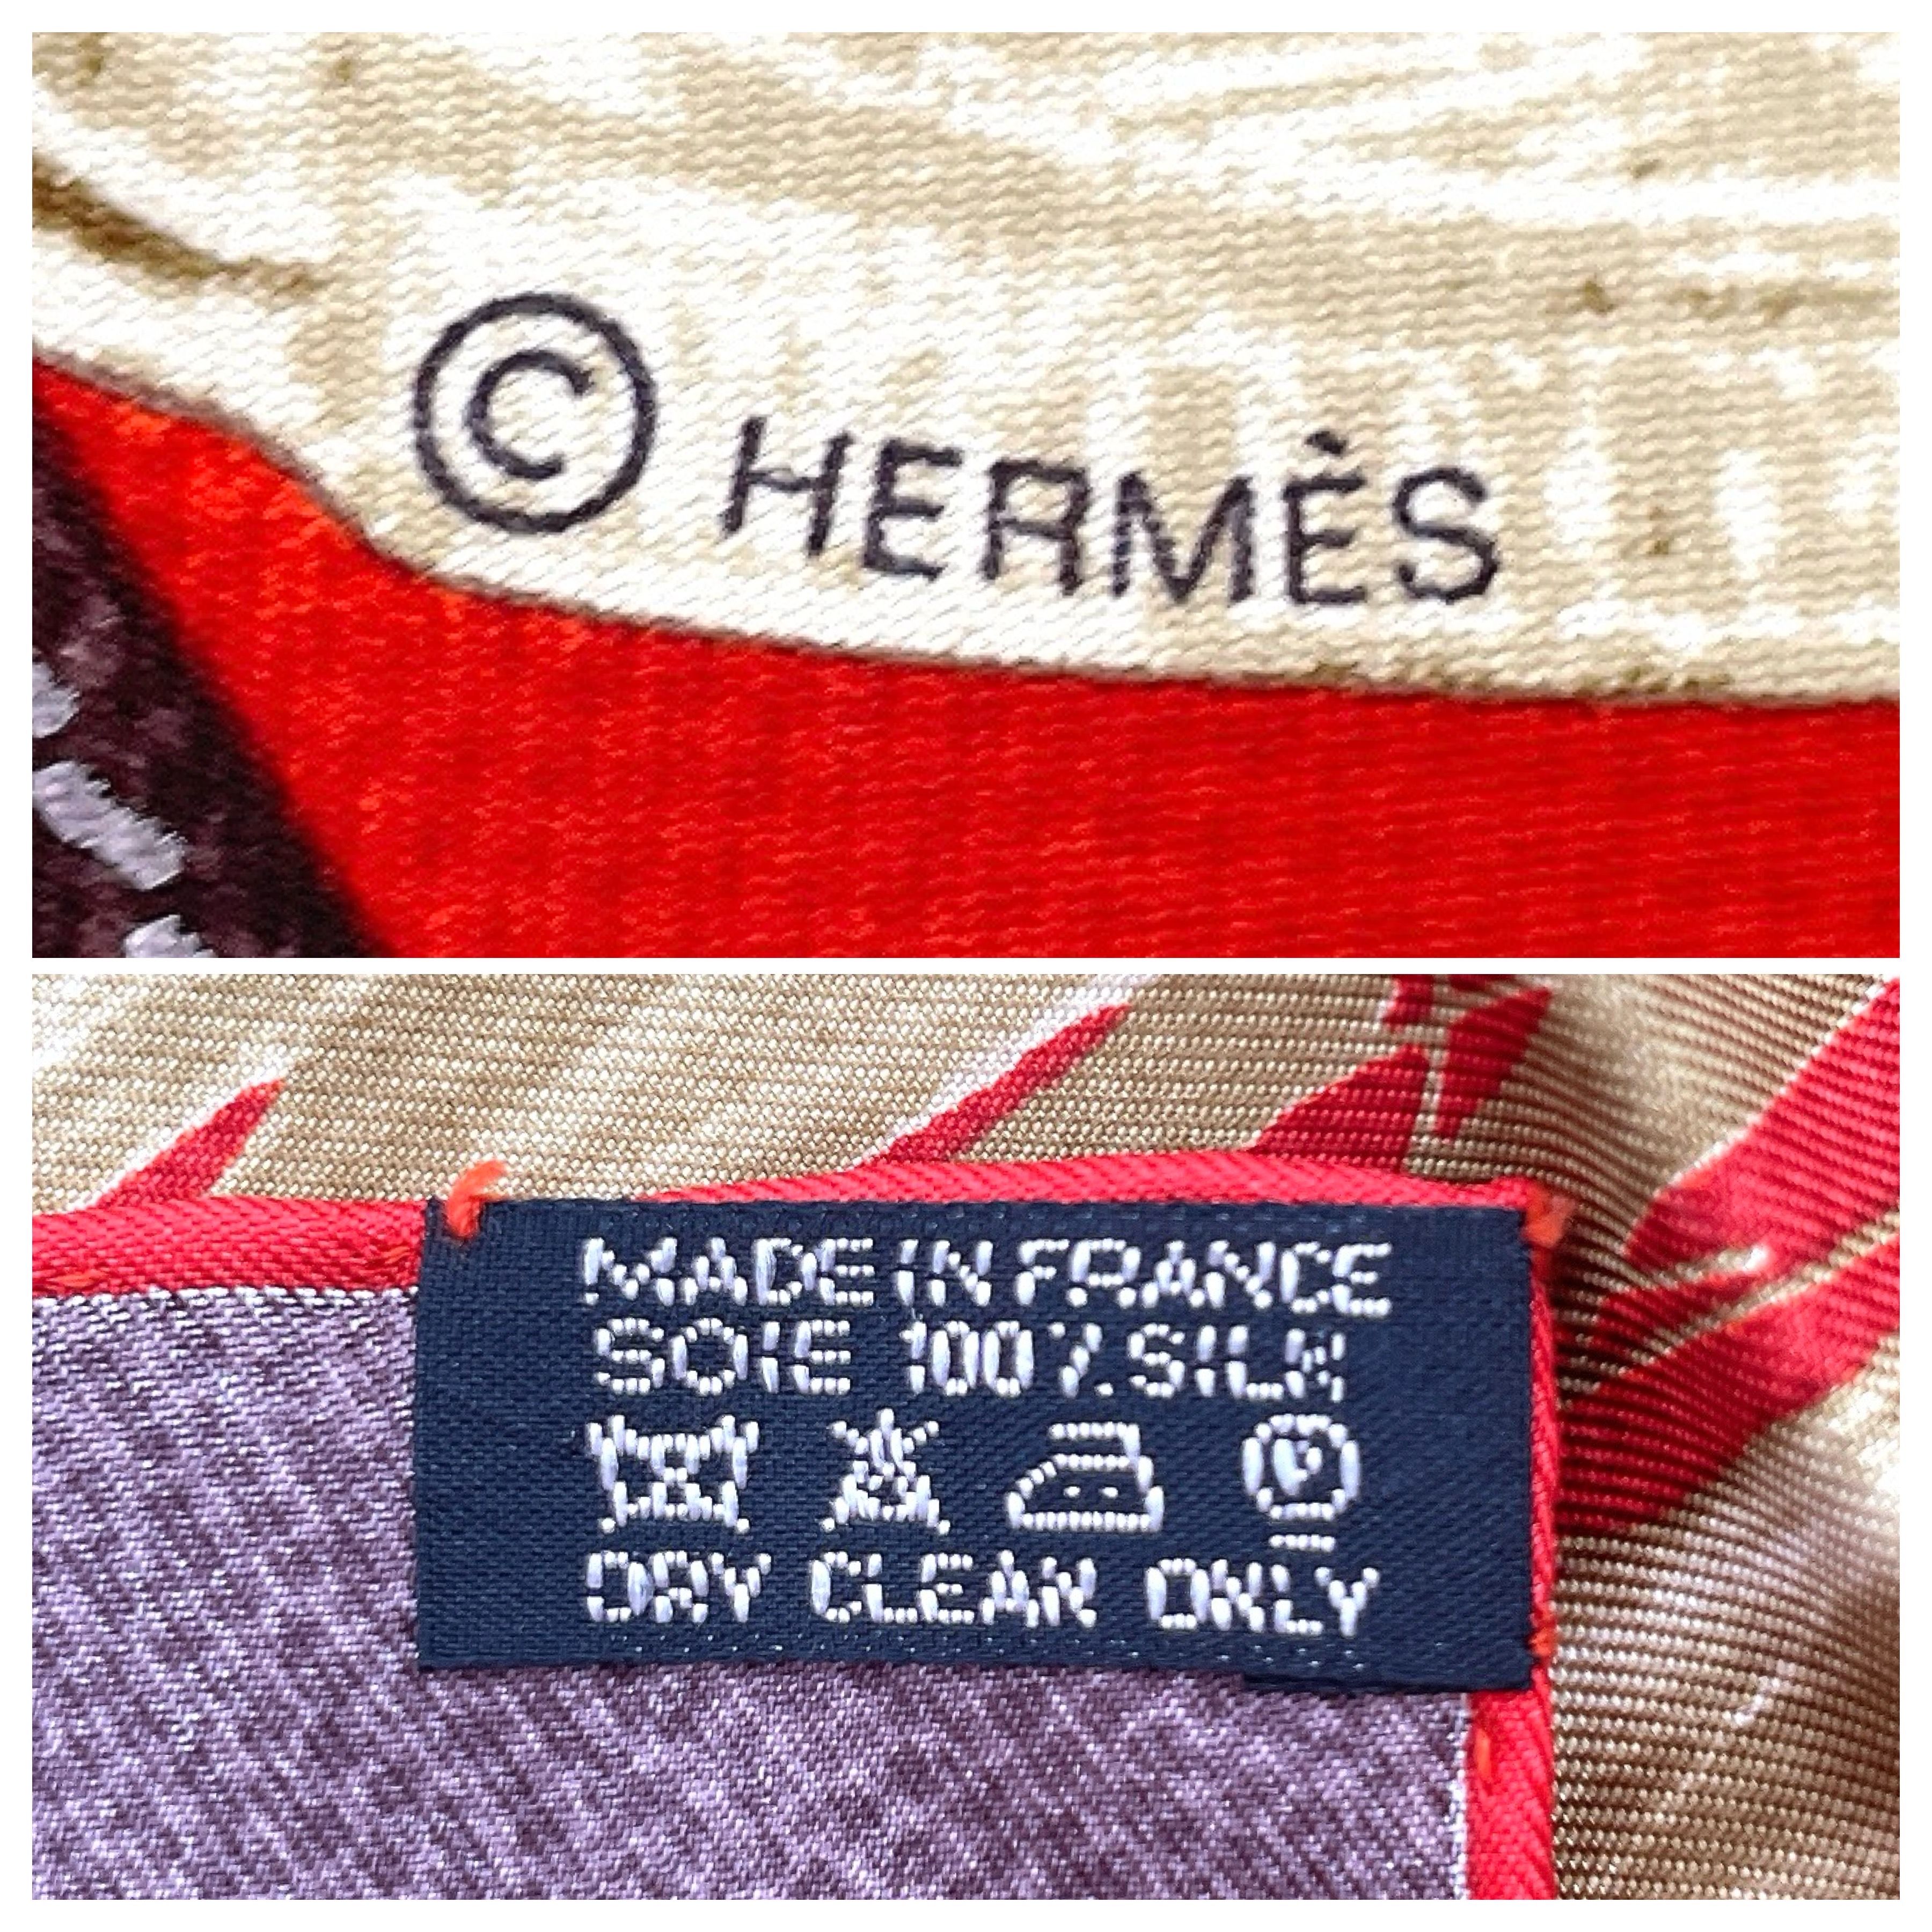 © HERMÈS
MADE IN FRANCE
SOIE 100% SILK
P
DRY CLEAN ONLY